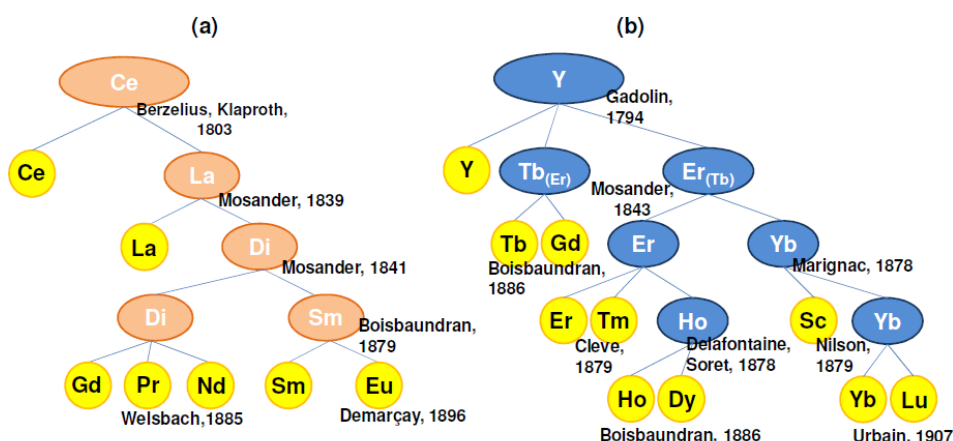 (a)
Ce
Berzelius, Klaproth,
1803
Ce
La
Mosander, 1839
La
Di
Mosander, 1841
Di
Sm
Boisbaundran,
1879
Gd
Pr
Nd
Sm
Eu
Welsbach,1885
Demarçay, 1896
(b)
Y
Gadolin,
1794
Y
Tb(Er)
Er(Tb)
Mosander,
1843
Tb
Gd
Er
Yb
Boisbaundran,
1886
Marignac, 1878
Er
Tm
Ho
Sc
Yb
Cleve,
1879
Delafontaine,
Soret, 1878
Nilson,
1879
Ho
Dy
Yb
Lu
Boisbaundran, 1886
Urbain, 1907